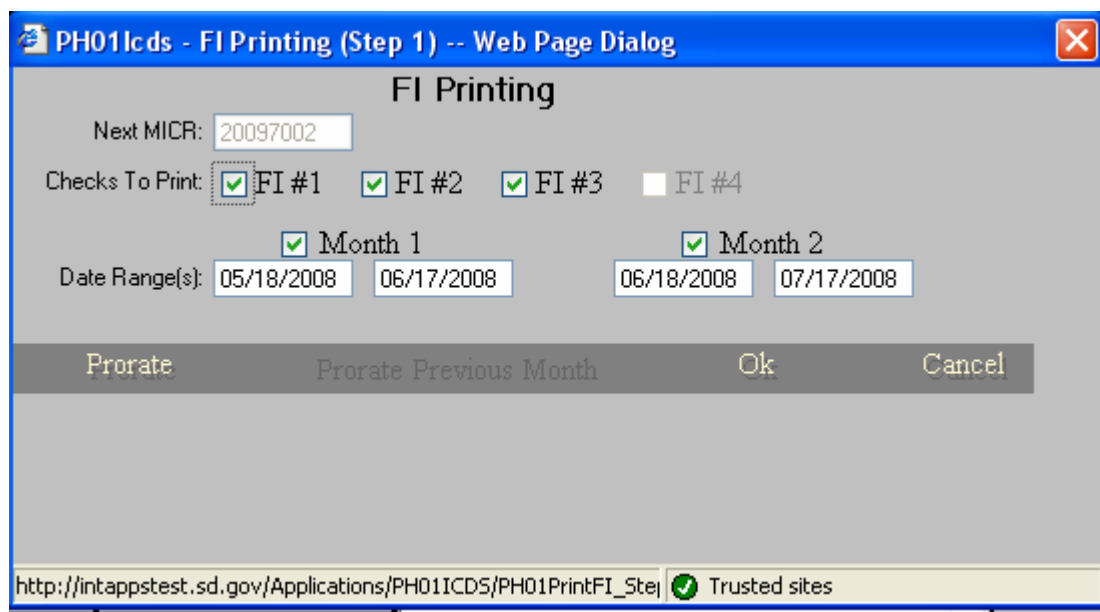 PH01Icds - FI Printing (Step 1) -- Web Page Dialog
FI Printing
Next MICR: 20097002
Checks To Print: FI #1 FI #2 FI #3 FI #4
Month 1 Month 2
Date Range(s): 05/18/2008 06/17/2008 06/18/2008 07/17/2008
Prorate Prorate Previous Month Ok Cancel
http://intappstest.sd.gov/Applications/PH01ICDS/PH01PrintFI_Ste Trusted sites